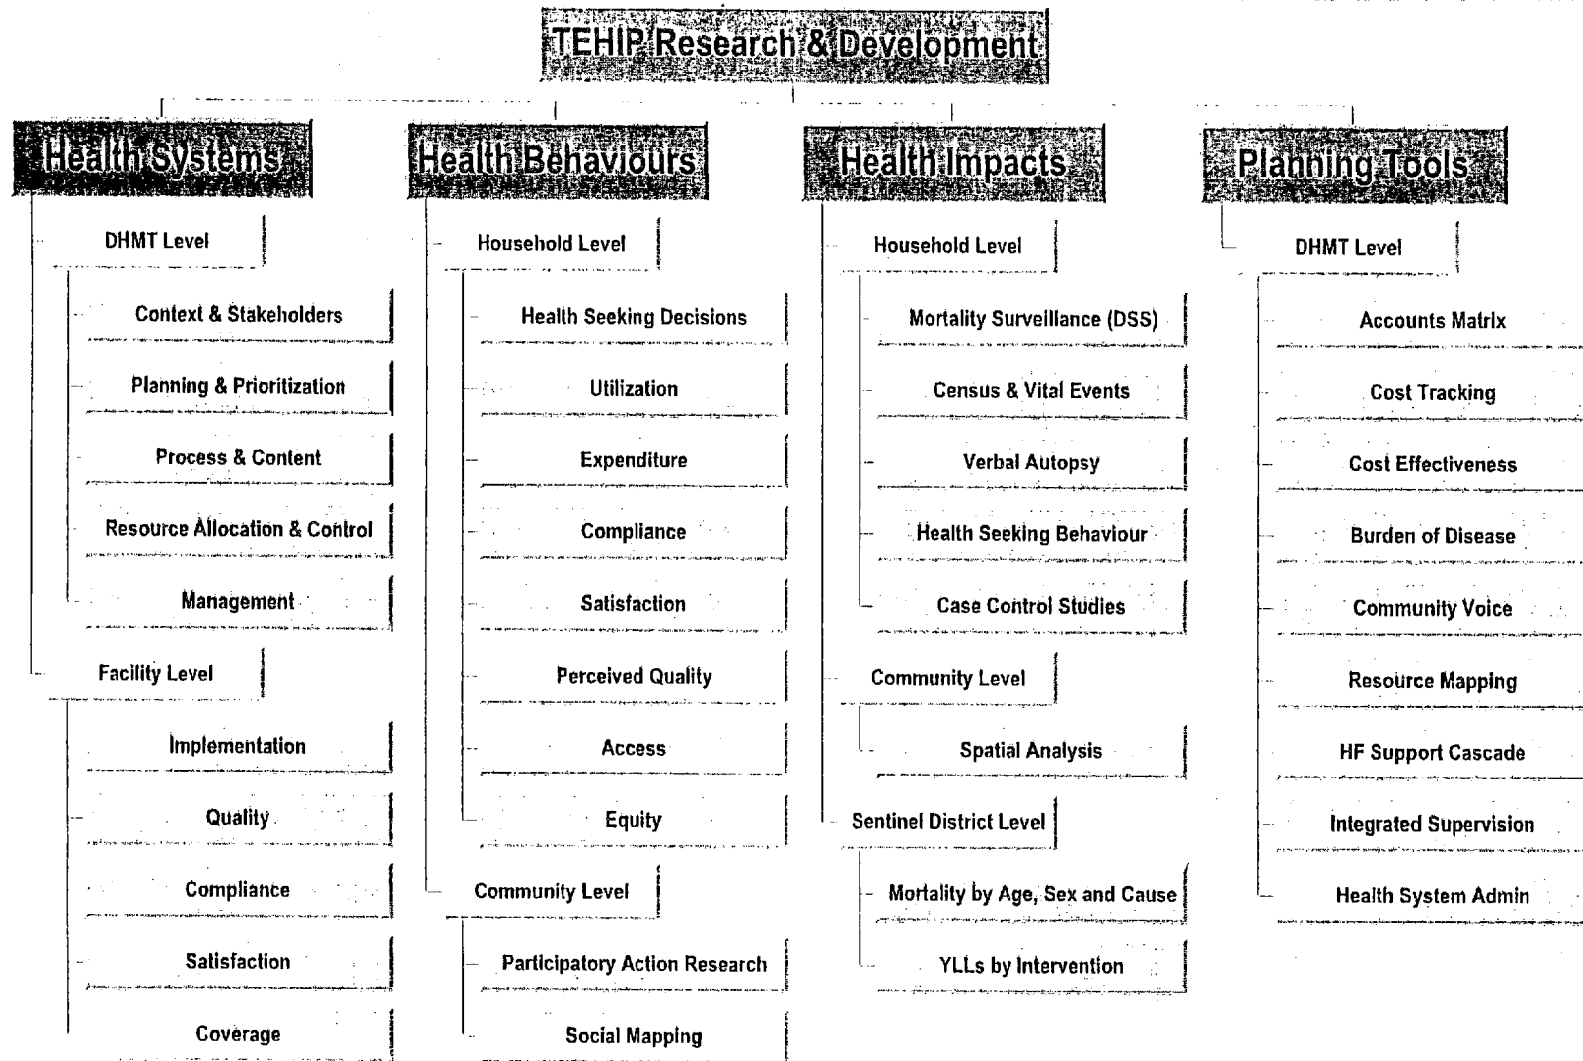 TEHIP Research & Development
Health Systems
DHMT Level
Context & Stakeholders
Planning & Prioritization
Process & Content
Resource Allocation & Control
Management
Facility Level
Implementation
Quality
Compliance
Satisfaction
Coverage
Health Behaviours
Household Level
Health Seeking Decisions
Utilization
Expenditure
Compliance
Satisfaction
Perceived Quality
Access
Equity
Community Level
Participatory Action Research
Social Mapping
Health Impacts
Household Level
Mortality Surveillance (DSS)
Census & Vital Events
Verbal Autopsy
Health Seeking Behaviour
Case Control Studies
Community Level
Spatial Analysis
Sentinel District Level
Mortality by Age, Sex and Cause
YLLs by Intervention
Planning Tools
DHMT Level
Accounts Matrix
Cost Tracking
Cost Effectiveness
Burden of Disease
Community Voice
Resource Mapping
HF Support Cascade
Integrated Supervision
Health System Admin